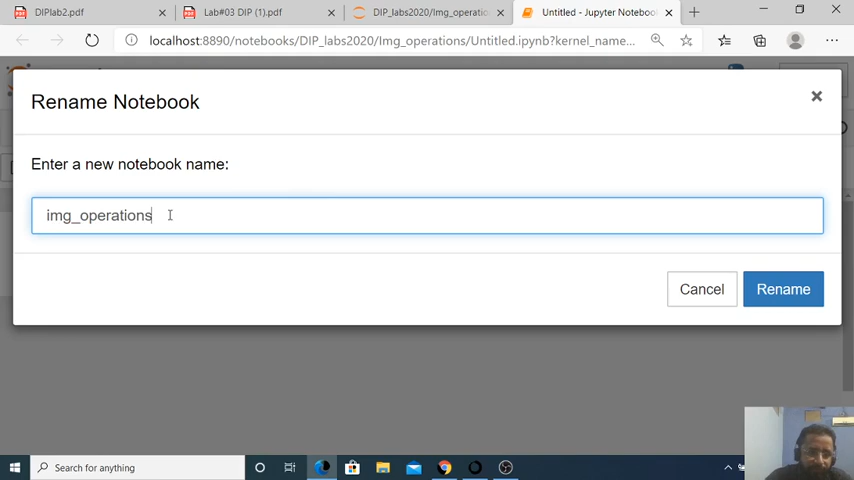 DIPlab2.pdf
Lab#03 DIP (1).pdf
DIP_labs2020/Img_operatio
Untitled - Jupyter Noteboo
localhost:8890/notebooks/DIP_labs2020/Img_operations/Untitled.ipynb?kernel_name...
Rename Notebook
Enter a new notebook name:
img_operations
Cancel
Rename
Search for anything